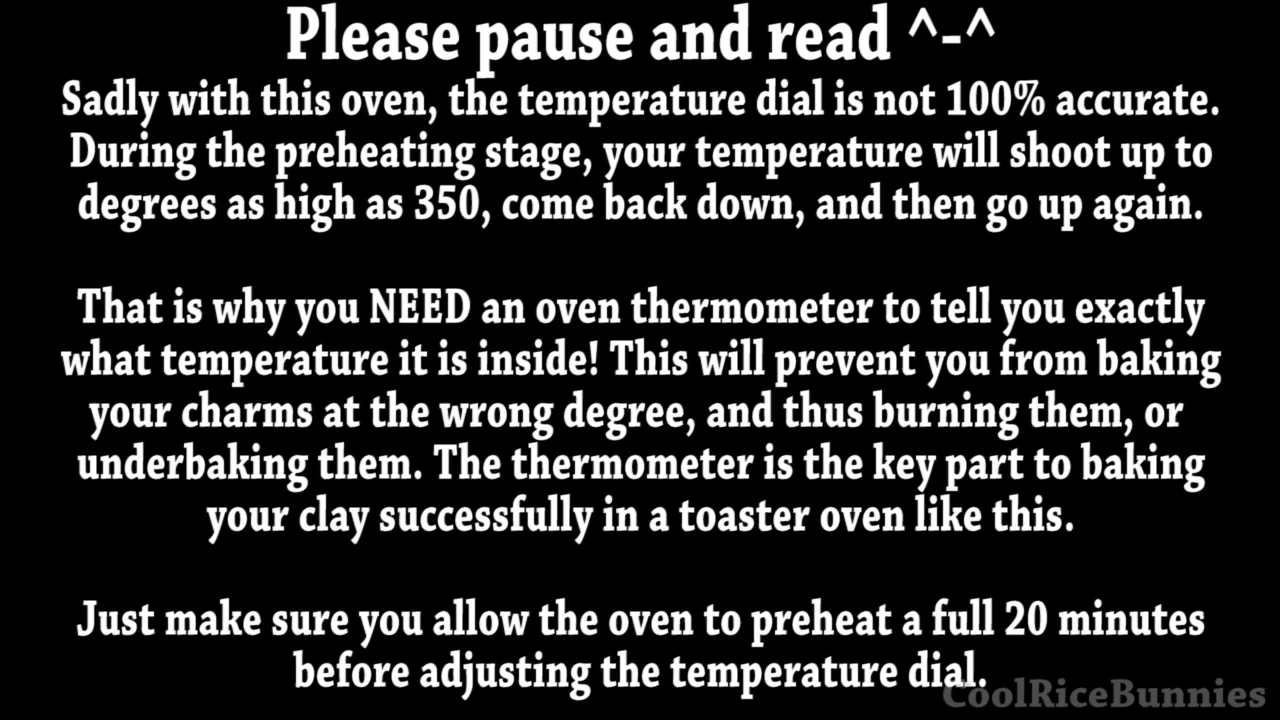 Please pause and read ^-^
Sadly with this oven, the temperature dial is not 100% accurate.
During the preheating stage, your temperature will shoot up to
degrees as high as 350, come back down, and then go up again.
That is why you NEED an oven thermometer to tell you exactly
what temperature it is inside! This will prevent you from baking
your charms at the wrong degree, and thus burning them, or
underbaking them. The thermometer is the key part to baking
your clay successfully in a toaster oven like this.
Just make sure you allow the oven to preheat a full 20 minutes
before adjusting the temperature dial.
CoolRiceBunnies